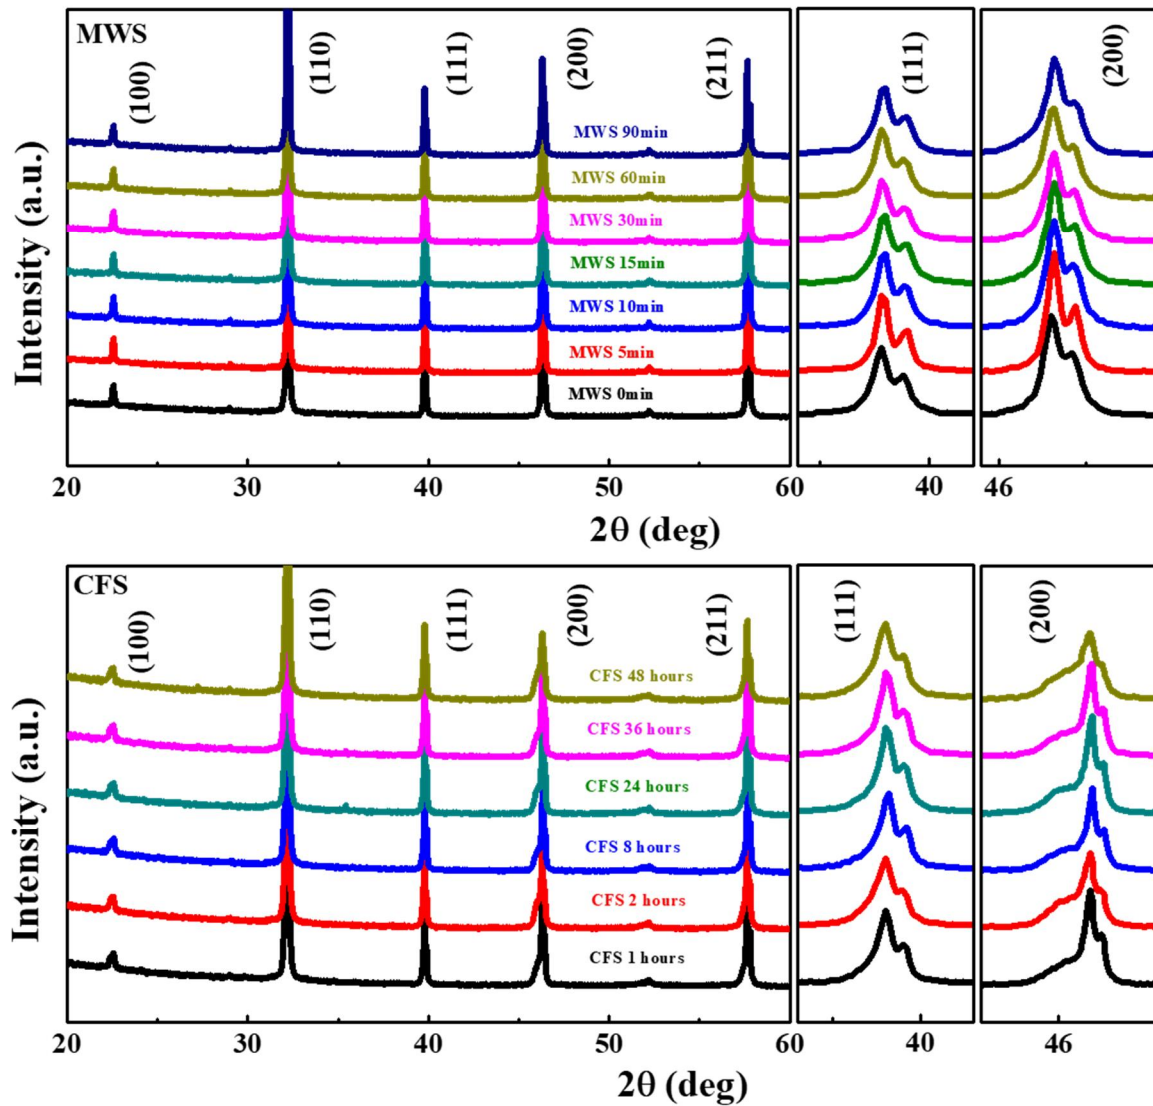 MWS
(100)
(110)
(111)
(200)
(211)
(111)
(200)
MWS 90min
MWS 60min
MWS 30min
MWS 15min
MWS 10min
MWS 5min
MWS 0min
Intensity (a.u.)
20 30 40 50 60 40 46
2θ (deg)
CFS
(100)
(110)
(111)
(200)
(211)
(111)
(200)
CFS 48 hours
CFS 36 hours
CFS 24 hours
CFS 8 hours
CFS 2 hours
CFS 1 hours
Intensity (a.u.)
20 30 40 50 60 40 46
2θ (deg)